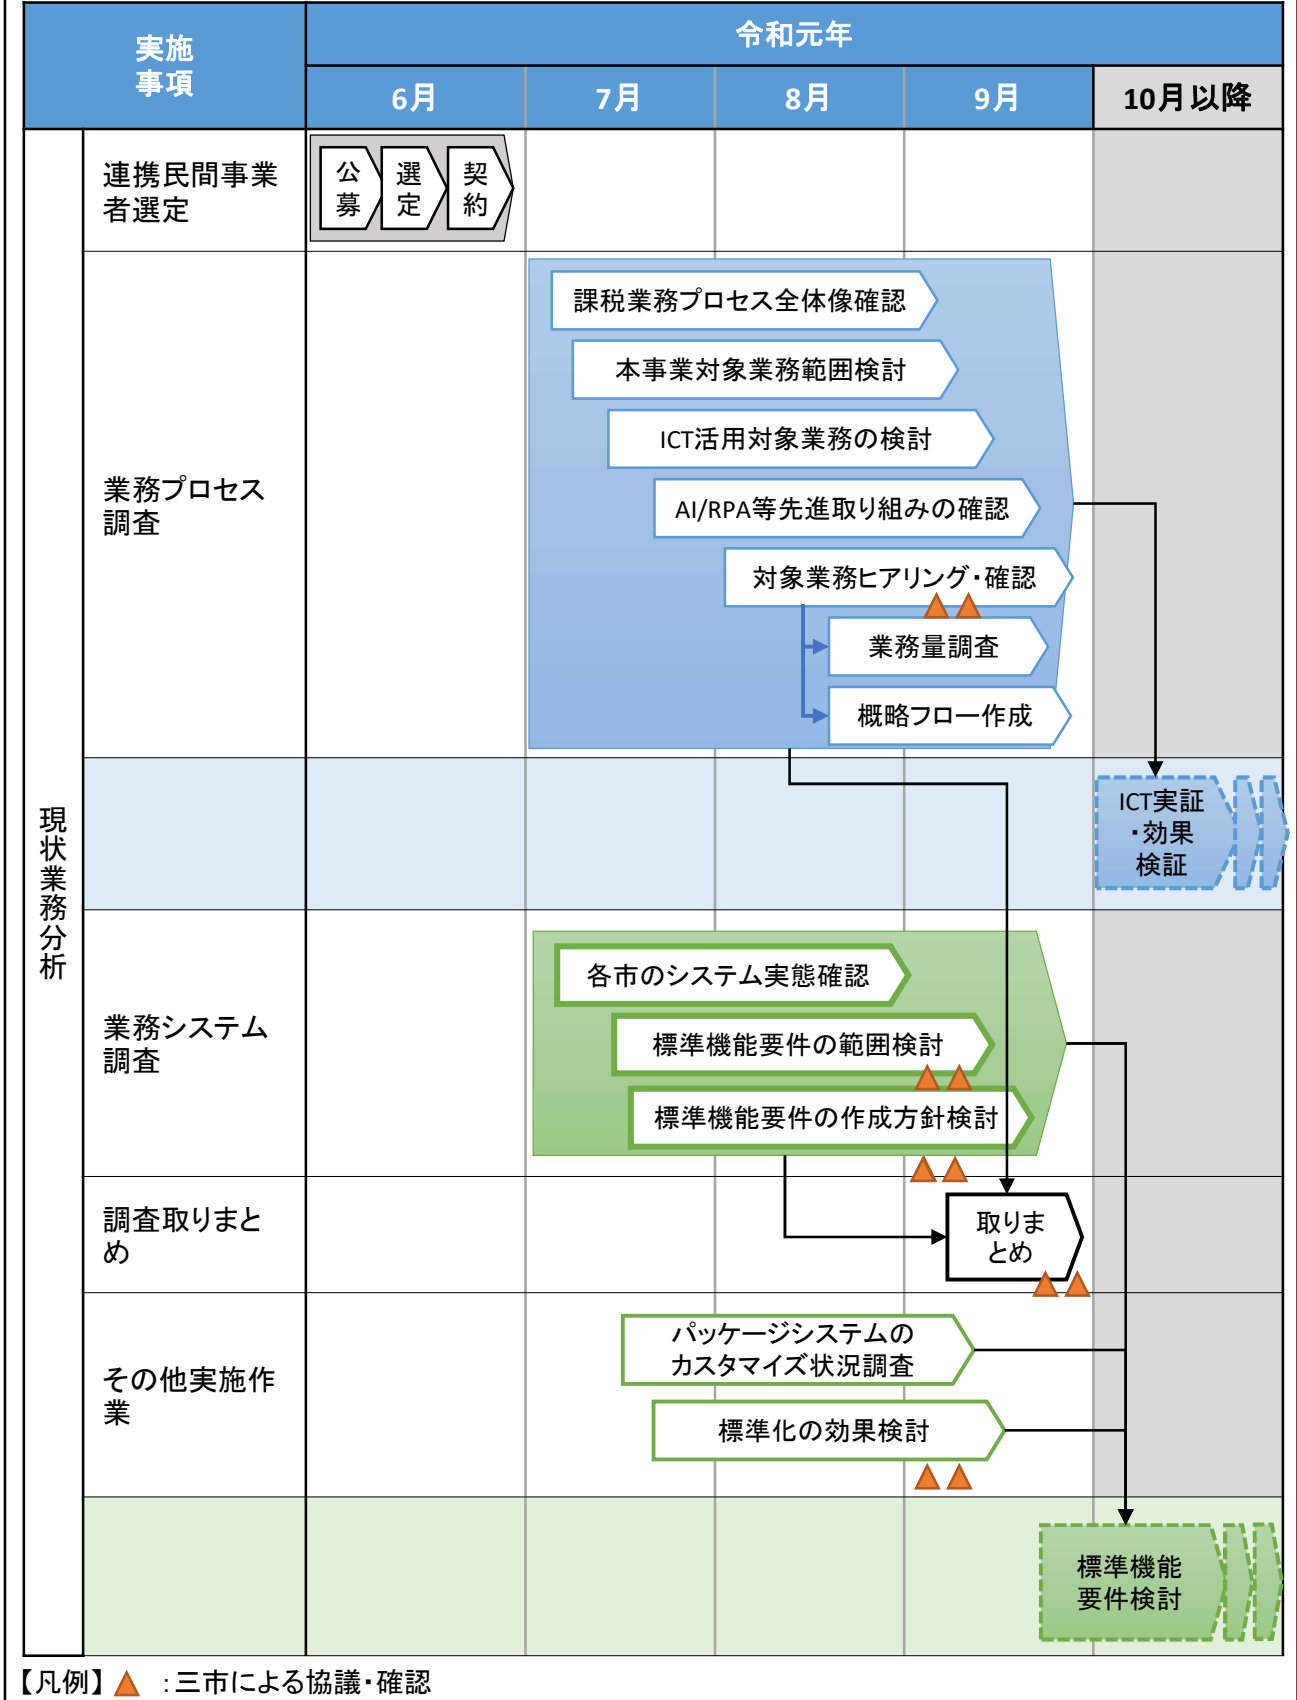 実施
事項
令和元年
6月
7月
8月
9月
10月以降
現状業務分析
連携民間事業
者選定
公募
選定
契約
業務プロセス
調査
課税業務プロセス全体像確認
本事業対象業務範囲検討
ICT活用対象業務の検討
AI/RPA等先進取り組みの確認
対象業務ヒアリング・確認
業務量調査
概略フロー作成
ICT実証
・効果
検証
業務システム
調査
各市のシステム実態確認
標準機能要件の範囲検討
標準機能要件の作成方針検討
調査取りまと
め
取りま
とめ
その他実施作
業
パッケージシステムの
カスタマイズ状況調査
標準化の効果検討
標準機能
要件検討
【凡例】 ：三市による協議・確認